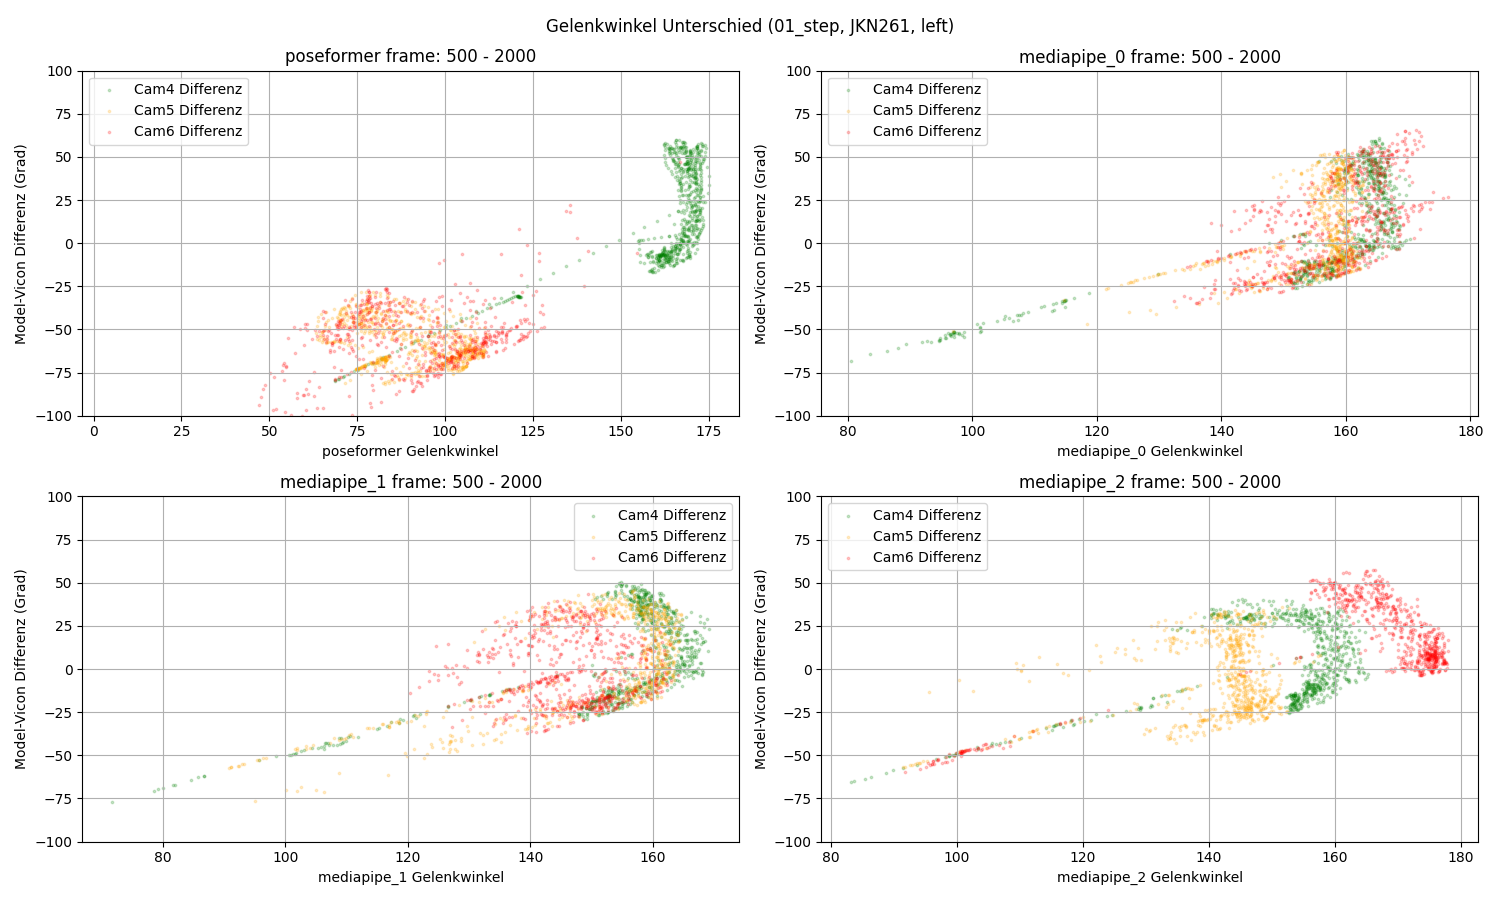 Gelenkwinkel Unterschied (01_step, JKN261, left)
poseformer frame: 500 - 2000
Model-Vicon Differenz (Grad)
100
75
50
25
0
−25
−50
−75
−100
Cam4 Differenz
Cam5 Differenz
Cam6 Differenz
0 25 50 75 100 125 150 175
poseformer Gelenkwinkel
mediapipe_0 frame: 500 - 2000
Model-Vicon Differenz (Grad)
100
75
50
25
0
−25
−50
−75
−100
Cam4 Differenz
Cam5 Differenz
Cam6 Differenz
80 100 120 140 160 180
mediapipe_0 Gelenkwinkel
mediapipe_1 frame: 500 - 2000
Model-Vicon Differenz (Grad)
100
75
50
25
0
−25
−50
−75
−100
Cam4 Differenz
Cam5 Differenz
Cam6 Differenz
80 100 120 140 160
mediapipe_1 Gelenkwinkel
mediapipe_2 frame: 500 - 2000
Model-Vicon Differenz (Grad)
100
75
50
25
0
−25
−50
−75
−100
Cam4 Differenz
Cam5 Differenz
Cam6 Differenz
80 100 120 140 160 180
mediapipe_2 Gelenkwinkel